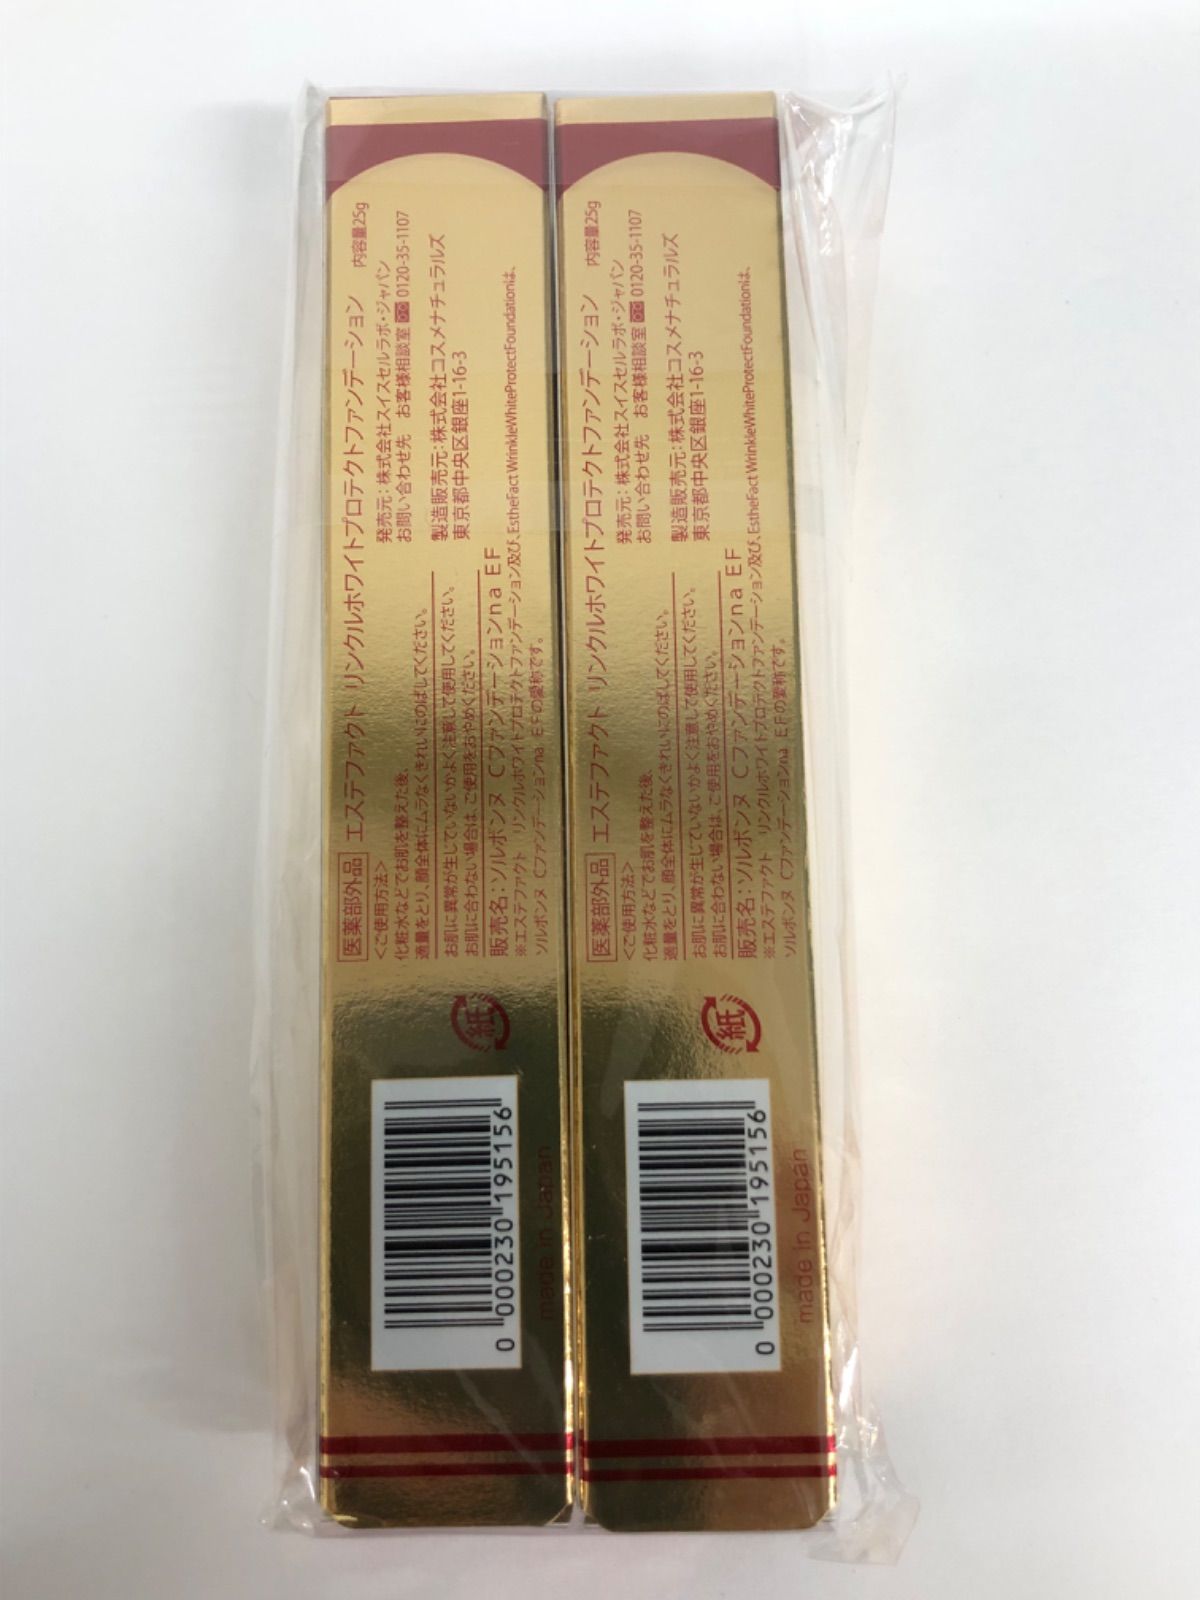 医薬部外品 エステファクト リンクルホワイトプロテクトファンデーション 内容量25g
<ご使用方法>
化粧水などでお肌を整えた後、
適量をとり、顔全体にムラなくきれいにのばしてください。
お肌に異常が生じていないかよく注意して使用してください。
お肌に合わない場合は、ご使用をおやめください。
発売元：株式会社スイスセルラボ・ジャパン
お問い合わせ先 お客様相談室 0120-35-1107
製造販売元：株式会社コスメナチュラルズ
東京都中央区銀座1-16-3
販売名：ソルボンヌ Cファンデーションna EF
※エステファクト リンクルホワイトプロテクトファンデーション及び、EstheFact WrinkleWhiteProtectFoundationは、
ソルボンヌ Cファンデーションna EFの愛称です。
紙
0 000230 195156
made in Japan
医薬部外品 エステファクト リンクルホワイトプロテクトファンデーション 内容量25g
<ご使用方法>
化粧水などでお肌を整えた後、
適量をとり、顔全体にムラなくきれいにのばしてください。
お肌に異常が生じていないかよく注意して使用してください。
お肌に合わない場合は、ご使用をおやめください。
発売元：株式会社スイスセルラボ・ジャパン
お問い合わせ先 お客様相談室 0120-35-1107
製造販売元：株式会社コスメナチュラルズ
東京都中央区銀座1-16-3
販売名：ソルボンヌ Cファンデーションna EF
※エステファクト リンクルホワイトプロテクトファンデーション及び、EstheFact WrinkleWhiteProtectFoundationは、
ソルボンヌ Cファンデーションna EFの愛称です。
紙
0 000230 195156
made in Japan